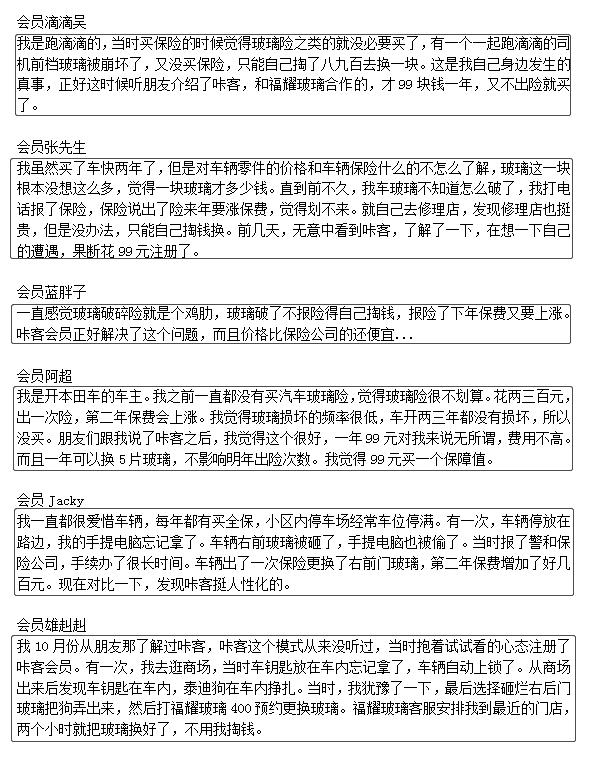 会员滴滴吴
我是跑滴滴的，当时买保险的时候觉得玻璃险之类的就没必要买了，有一个一起跑滴滴的司
机前档玻璃被崩坏了，又没买保险，只能自己掏了八九百去换一块。这是我自己身边发生的
真事，正好这时候听朋友介绍了咔客，和福耀玻璃合作的，才 99 块钱一年，又不出险就买
了。
会员张先生
我虽然买了车快两年了，但是对车辆零件的价格和车辆保险什么的不怎么了解，玻璃这一块
根本没想这么多，觉得一块玻璃才多少钱。直到前不久，我车玻璃不知道怎么破了，我打电
话报了保险，保险说出了险来年要涨保费，觉得划不来。就自己去修理店，发现修理店也挺
贵，但是没办法，只能自己掏钱换。前几天，无意中看到咔客，了解了一下，在想一下自己
的遭遇，果断花 99 元注册了。
会员蓝胖子
一直感觉玻璃破碎险就是个鸡肋，玻璃破了不报险得自己掏钱，报险了下年保费又要上涨。
咔客会员正好解决了这个问题，而且价格比保险公司的还便宜...
会员阿超
我是开本田车的车主。我之前一直都没有买汽车玻璃险，觉得玻璃险很不划算。花两三百元，
出一次险，第二年保费会上涨。我觉得玻璃损坏的频率很低，车开两三年都没有损坏，所以
没买。朋友们跟我说了咔客之后，我觉得这个很好，一年 99 元对我来说无所谓，费用不高。
而且一年可以换 5 片玻璃，不影响明年出险次数。我觉得 99 元买一个保障值。
会员 Jacky
我一直都很爱惜车辆，每年都有买全保，小区内停车场经常车位停满。有一次，车辆停放在
路边，我的手提电脑忘记拿了。车辆右前玻璃被砸了，手提电脑也被偷了。当时报了警和保
险公司，手续办了很长时间。车辆出了一次保险更换了右前门玻璃，第二年保费增加了好几
百元。现在对比一下，发现咔客挺人性化的。
会员雄赳赳
我 10 月份从朋友那了解过咔客，咔客这个模式从来没听过，当时抱着试试看的心态注册了
咔客会员。有一次，我去逛商场，当时车钥匙放在车内忘记拿了，车辆自动上锁了。从商场
出来后发现车钥匙在车内，泰迪狗在车内挣扎。当时，我犹豫了一下，最后选择砸烂右后门
玻璃把狗弄出来，然后打福耀玻璃 400 预约更换玻璃。福耀玻璃客服安排我到最近的门店，
两个小时就把玻璃换好了，不用我掏钱。